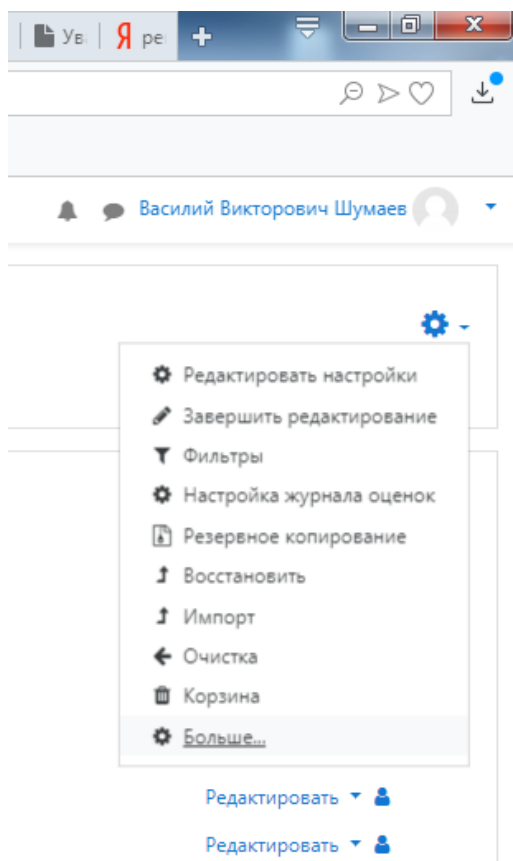 Ув Я ре
Василий Викторович Шумаев
Редактировать настройки
Завершить редактирование
Фильтры
Настройка журнала оценок
Резервное копирование
Восстановить
Импорт
Очистка
Корзина
Больше...
Редактировать
Редактировать